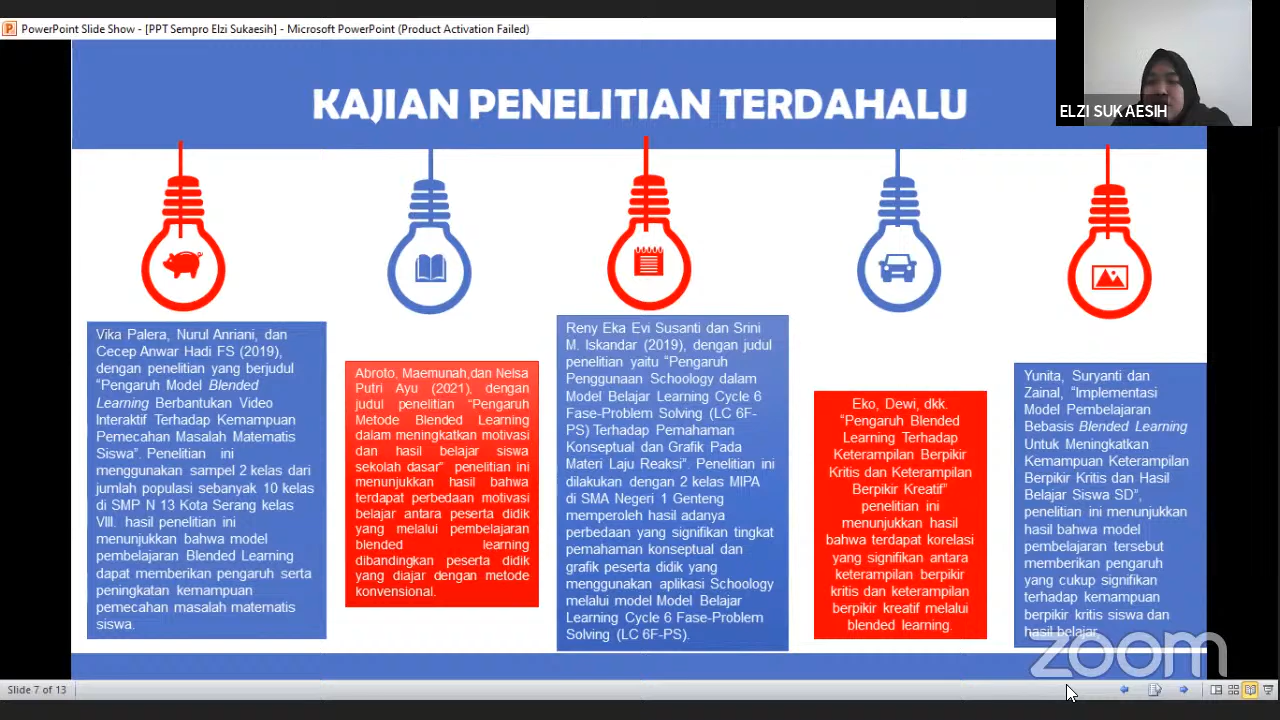 PowerPoint Slide Show - [PPT Sempro Elzi Sukaesih] - Microsoft PowerPoint (Product Activation Failed)
ELZI SUKAESIH
KAJIAN PENELITIAN TERDAHALU
Vika Palera, Nurul Anriani, dan
Cecep Anwar Hadi FS (2019),
dengan penelitian yang berjudul
“Pengaruh Model Blended
Learning Berbantukan Video
Interaktif Terhadap Kemampuan
Pemecahan Masalah Matematis
Siswa”. Penelitian ini
menggunakan sampel 2 kelas dari
jumlah populasi sebanyak 10 kelas
di SMP N 13 Kota Serang kelas
VIII. hasil penelitian ini
menunjukkan bahwa model
pembelajaran Blended Learning
dapat memberikan pengaruh serta
peningkatan kemampuan
pemecahan masalah matematis
siswa.
Abroto, Maemunah,dan Nelsa
Putri Ayu (2021), dengan
judul penelitian “Pengaruh
Metode Blended Learning
dalam meningkatkan motivasi
dan hasil belajar siswa
sekolah dasar” penelitian ini
menunjukkan hasil bahwa
terdapat perbedaan motivasi
belajar antara peserta didik
yang melalui pembelajaran
blended learning
dibandingkan peserta didik
yang diajar dengan metode
konvensional.
Reny Eka Evi Susanti dan Srini
M. Iskandar (2019), dengan judul
penelitian yaitu “Pengaruh
Penggunaan Schoology dalam
Model Belajar Learning Cycle 6
Fase-Problem Solving (LC 6F-
PS) Terhadap Pemahaman
Konseptual dan Grafik Pada
Materi Laju Reaksi”. Penelitian ini
dilakukan dengan 2 kelas MIPA
di SMA Negeri 1 Genteng
memperoleh hasil adanya
perbedaan yang signifikan tingkat
pemahaman konseptual dan
grafik peserta didik yang
menggunakan aplikasi Schoology
melalui model Model Belajar
Learning Cycle 6 Fase-Problem
Solving (LC 6F-PS).
Eko, Dewi, dkk.
“Pengaruh Blended
Learning Terhadap
Keterampilan Berpikir
Kritis dan Keterampilan
Berpikir Kreatif”
penelitian ini
menunjukkan hasil
bahwa terdapat korelasi
yang signifikan antara
keterampilan berpikir
kritis dan keterampilan
berpikir kreatif melalui
blended learning.
Yunita, Suryanti dan
Zainal, “Implementasi
Model Pembelajaran
Bebasis Blended Learning
Untuk Meningkatkan
Kemampuan Keterampilan
Berpikir Kritis dan Hasil
Belajar Siswa SD”,
penelitian ini menunjukkan
hasil bahwa model
pembelajaran tersebut
memberikan pengaruh
yang cukup signifikan
terhadap kemampuan
berpikir kritis siswa dan
hasil belajar.
zoom
Slide 7 of 13